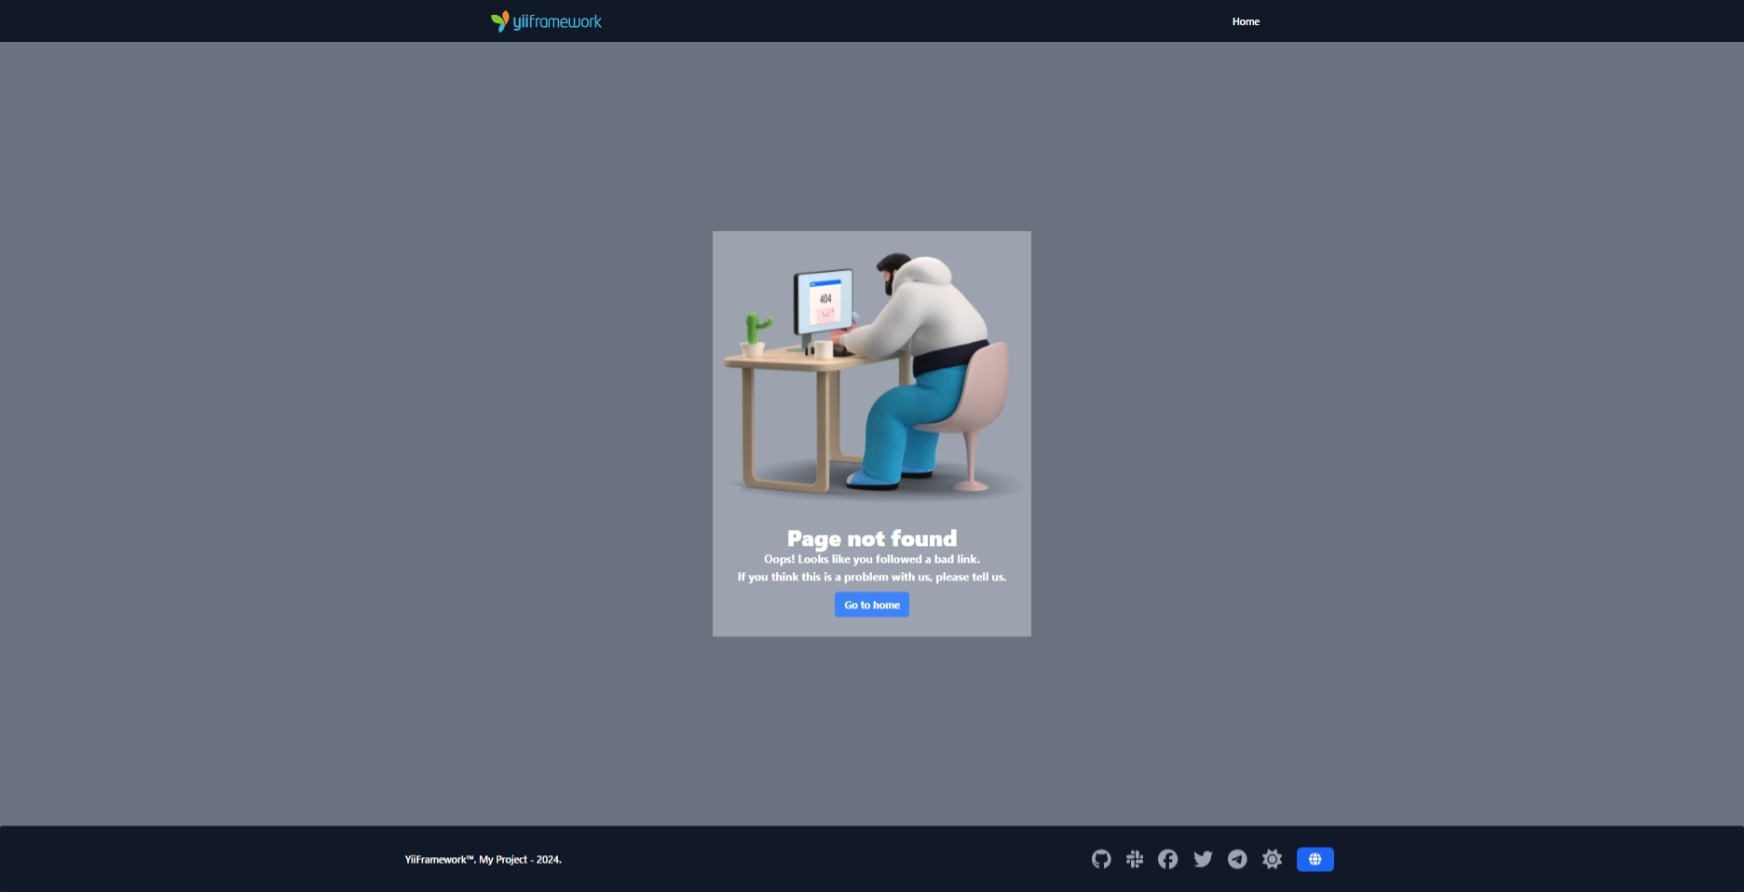 yiiframework
Home
404
Page not found
Oops! Looks like you followed a bad link.
If you think this is a problem with us, please tell us.
Go to home
YiiFramework™. My Project - 2024.